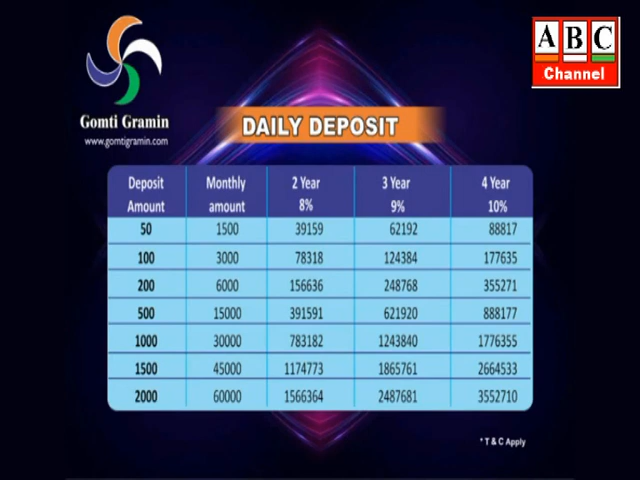 ABC
Channel
Gomti Gramin
www.gomtigramin.com
DAILY DEPOSIT
Deposit Amount Monthly amount 2 Year 8% 3 Year 9% 4 Year 10%
50 1500 39159 62192 88817
100 3000 78318 124384 177635
200 6000 156636 248768 355271
500 15000 391591 621920 888177
1000 30000 783182 1243840 1776355
1500 45000 1174773 1865761 2664533
2000 60000 1566364 2487681 3552710
* T & C Apply